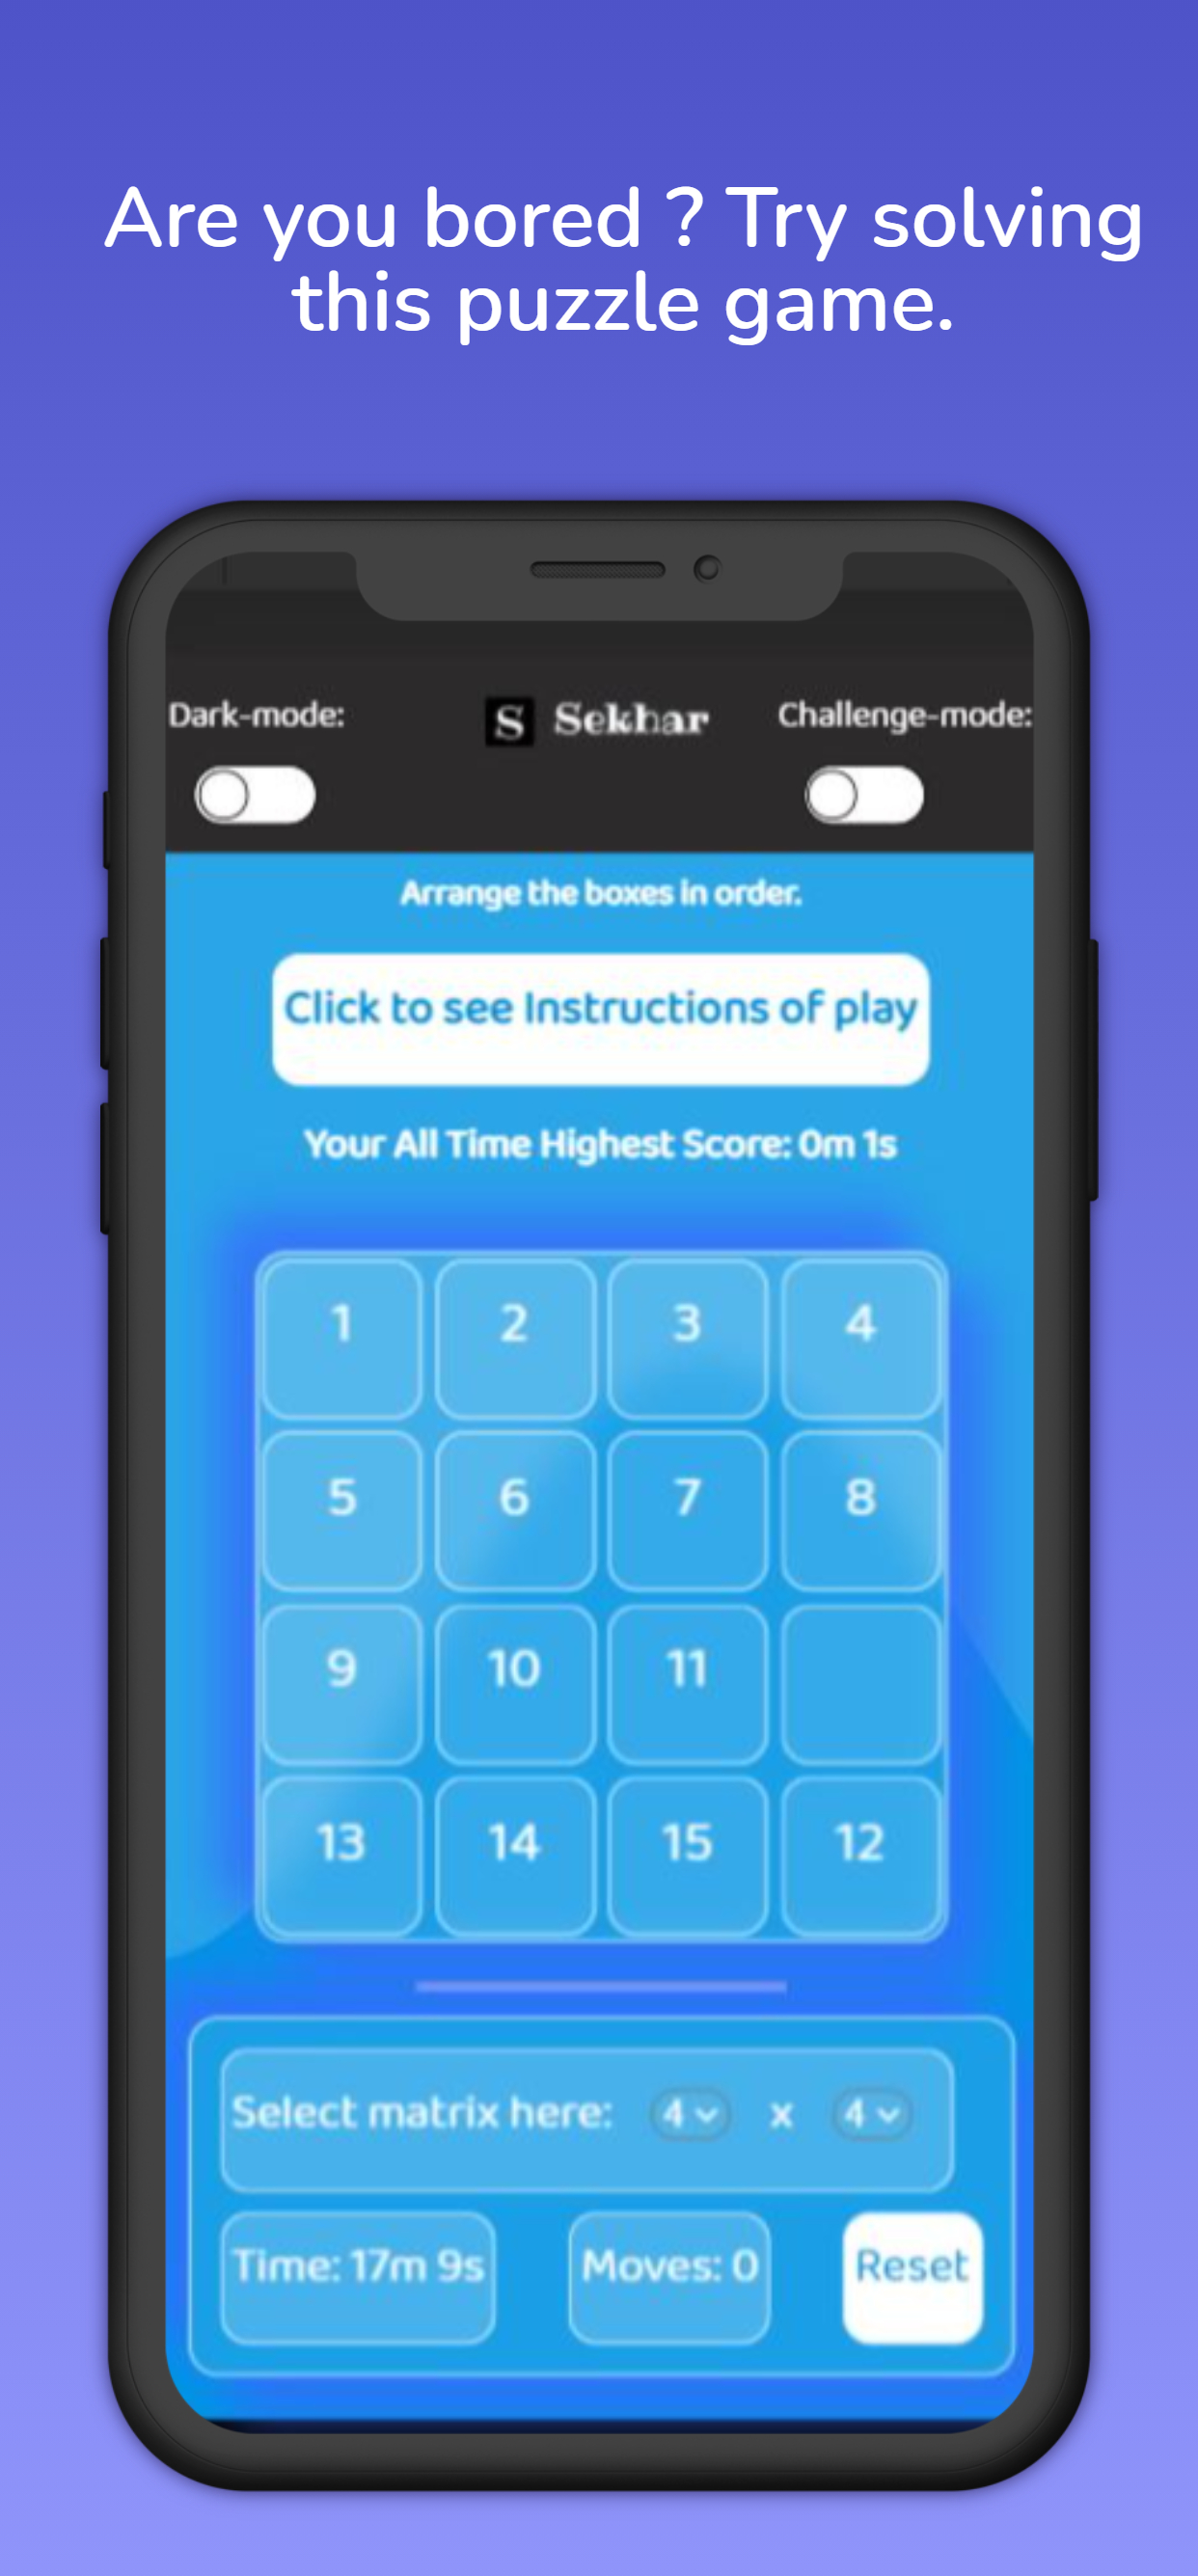 Are you bored ? Try solving
this puzzle game.
Dark-mode:
S Sekhar
Challenge-mode:
Arrange the boxes in order.
Click to see Instructions of play
Your All Time Highest Score: 0m 1s
1 2 3 4
5 6 7 8
9 10 11
13 14 15 12
Select matrix here: 4 x 4
Time: 17m 9s Moves: 0 Reset